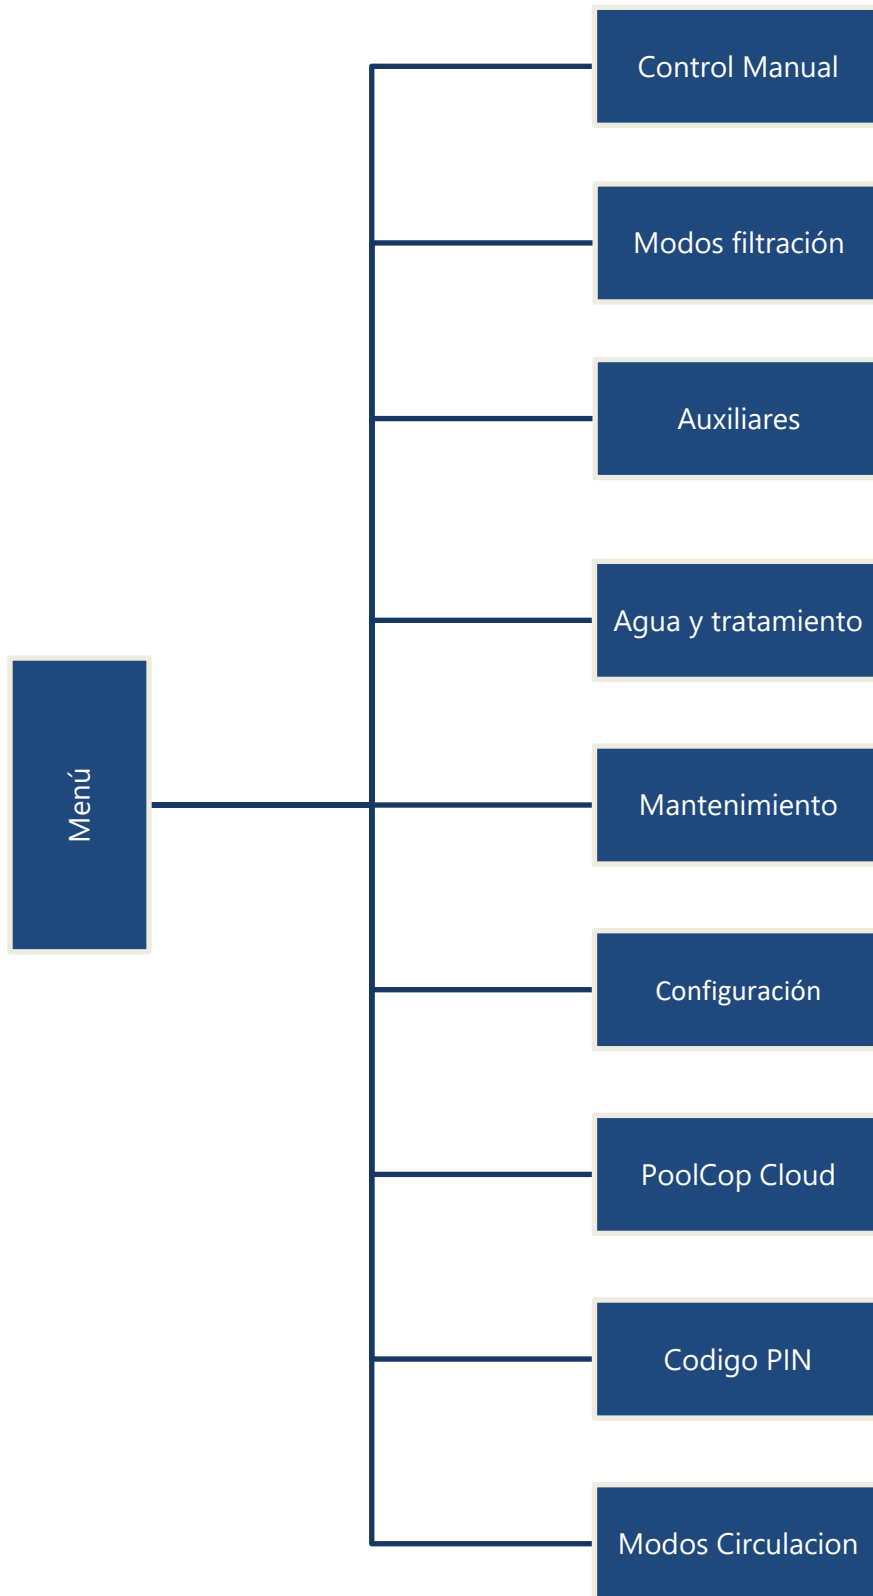 Control Manual
Modos filtración
Auxiliares
Agua y tratamiento
Menú
Mantenimiento
Configuración
PoolCop Cloud
Codigo PIN
Modos Circulacion